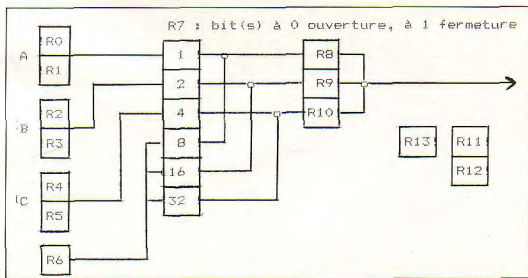 R7 : bit(s) à 0 ouverture, à 1 fermeture
A
R0
R1
B
R2
R3
(C
R4
R5
R6
1
2
4
8
16
32
R8
R9
R10
R13
R11
R12